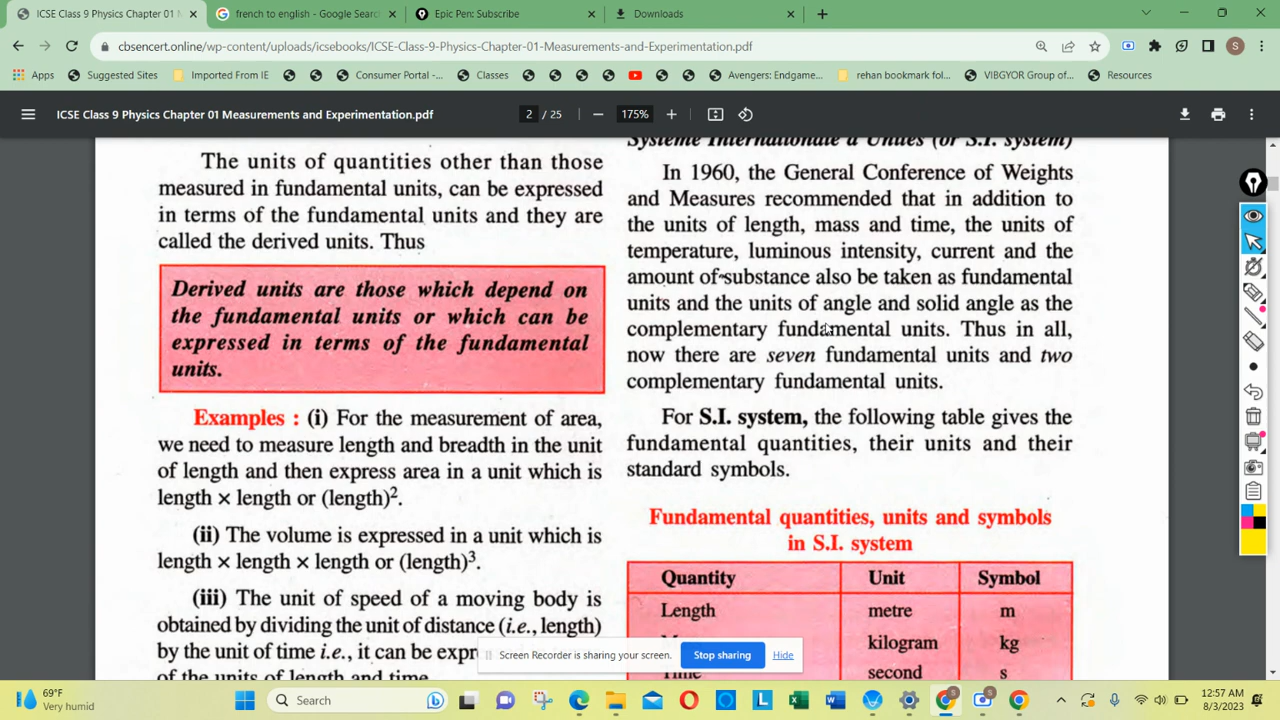 ICSE Class 9 Physics Chapter 01 M
french to english - Google Searc
Epic Pen: Subscribe
Downloads
cbsencert.online/wp-content/uploads/icsebooks/ICSE-Class-9-Physics-Chapter-01-Measurements-and-Experimentation.pdf
S
Apps
Suggested Sites
Imported From IE
Consumer Portal -...
Classes
Avengers: Endgame...
rehan bookmark fol...
VIBGYOR Group of...
Resources
ICSE Class 9 Physics Chapter 01 Measurements and Experimentation.pdf
2 / 25
175%
The units of quantities other than those
measured in fundamental units, can be expressed
in terms of the fundamental units and they are
called the derived units. Thus
Derived units are those which depend on
the fundamental units or which can be
expressed in terms of the fundamental
units.
Examples : (i) For the measurement of area,
we need to measure length and breadth in the unit
of length and then express area in a unit which is
length × length or (length)².
(ii) The volume is expressed in a unit which is
length × length × length or (length)³.
(iii) The unit of speed of a moving body is
obtained by dividing the unit of distance (i.e., length)
by the unit of time i.e., it can be expr
of the units of length and time.
Systeme Internationale d'Unites (or S.I. system)
In 1960, the General Conference of Weights
and Measures recommended that in addition to
the units of length, mass and time, the units of
temperature, luminous intensity, current and the
amount of substance also be taken as fundamental
units and the units of angle and solid angle as the
complementary fundamental units. Thus in all,
now there are seven fundamental units and two
complementary fundamental units.
For S.I. system, the following table gives the
fundamental quantities, their units and their
standard symbols.
Fundamental quantities, units and symbols
in S.I. system
Quantity Unit Symbol
Length metre m
kilogram kg
Time second s
Screen Recorder is sharing your screen.
Stop sharing
Hide
69°F
Very humid
Search
12:57 AM
8/3/2023